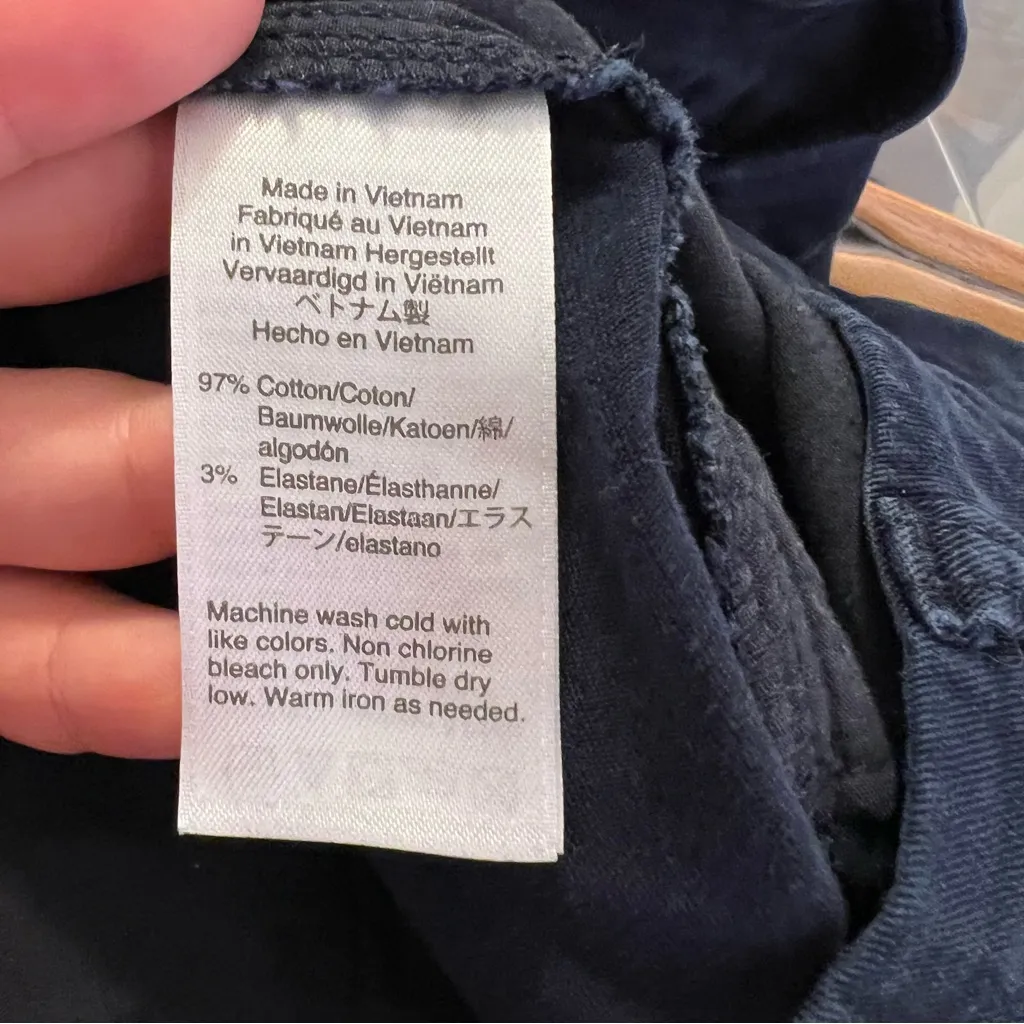 Made in Vietnam
Fabriqué au Vietnam
in Vietnam Hergestellt
Vervaardigd in Viëtnam
ベトナム製
Hecho en Vietnam
97% Cotton/Coton/
Baumwolle/Katoen/綿/
algodón
3% Elastane/Élasthanne/
Elastan/Elastaan/エラス
テーン/elastano
Machine wash cold with
like colors. Non chlorine
bleach only. Tumble dry
low. Warm iron as needed.